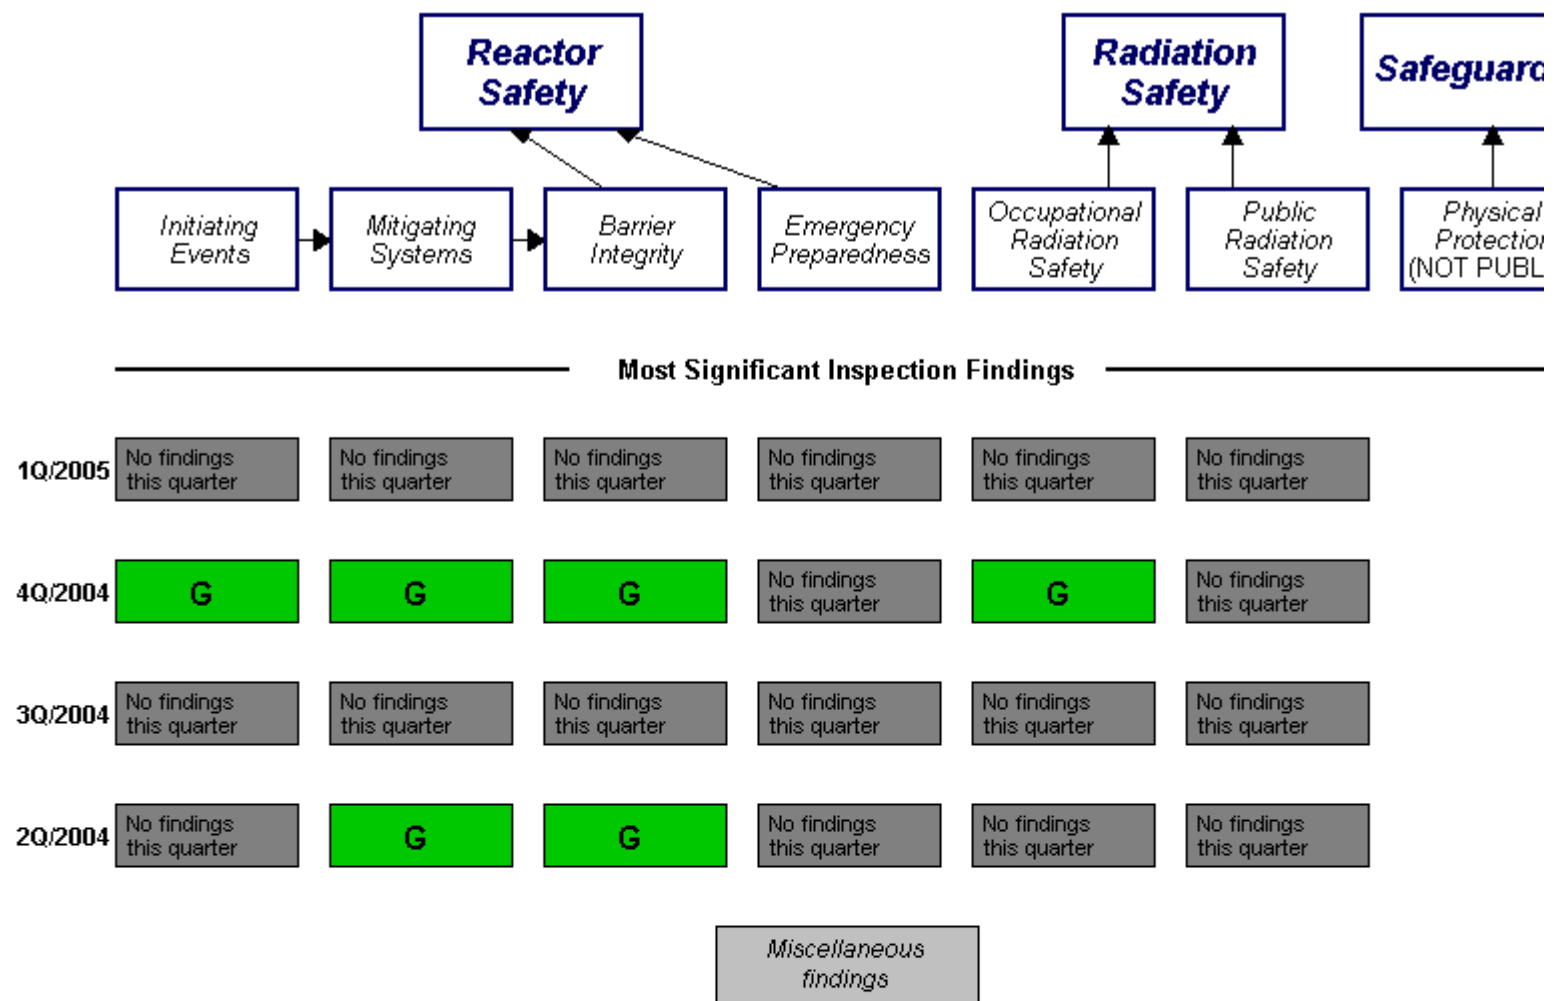 Reactor
Safety
Radiation
Safety
Safeguard
Initiating
Events
Mitigating
Systems
Barrier
Integrity
Emergency
Preparedness
Occupational
Radiation
Safety
Public
Radiation
Safety
Physical
Protection
(NOT PUBL
Most Significant Inspection Findings
1Q/2005
No findings
this quarter
No findings
this quarter
No findings
this quarter
No findings
this quarter
No findings
this quarter
No findings
this quarter
4Q/2004
G
G
G
No findings
this quarter
G
No findings
this quarter
3Q/2004
No findings
this quarter
No findings
this quarter
No findings
this quarter
No findings
this quarter
No findings
this quarter
No findings
this quarter
2Q/2004
No findings
this quarter
G
G
No findings
this quarter
No findings
this quarter
No findings
this quarter
Miscellaneous
findings